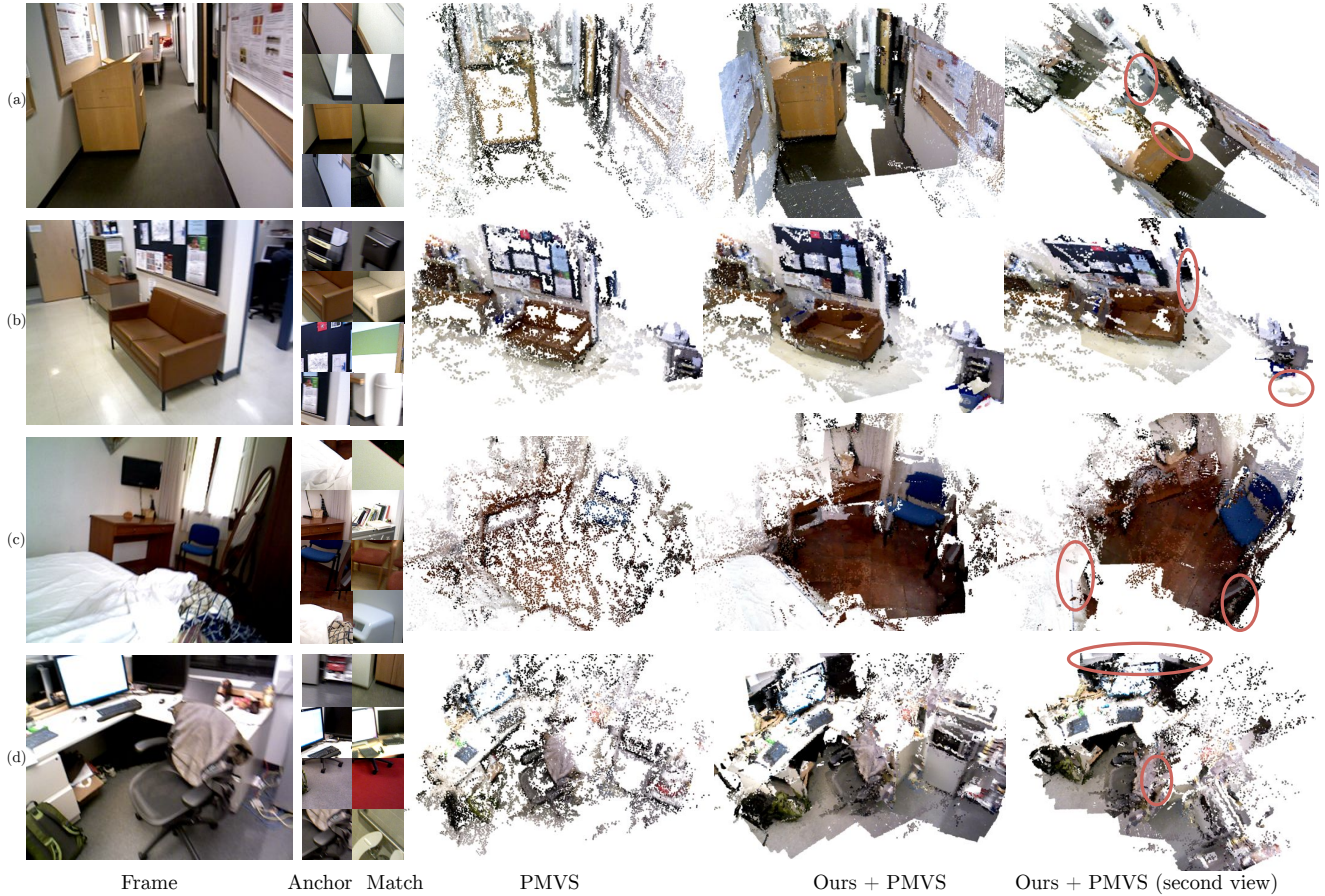 (a)
(b)
(c)
(d)
Frame
Anchor
Match
PMVS
Ours + PMVS
Ours + PMVS (second view)